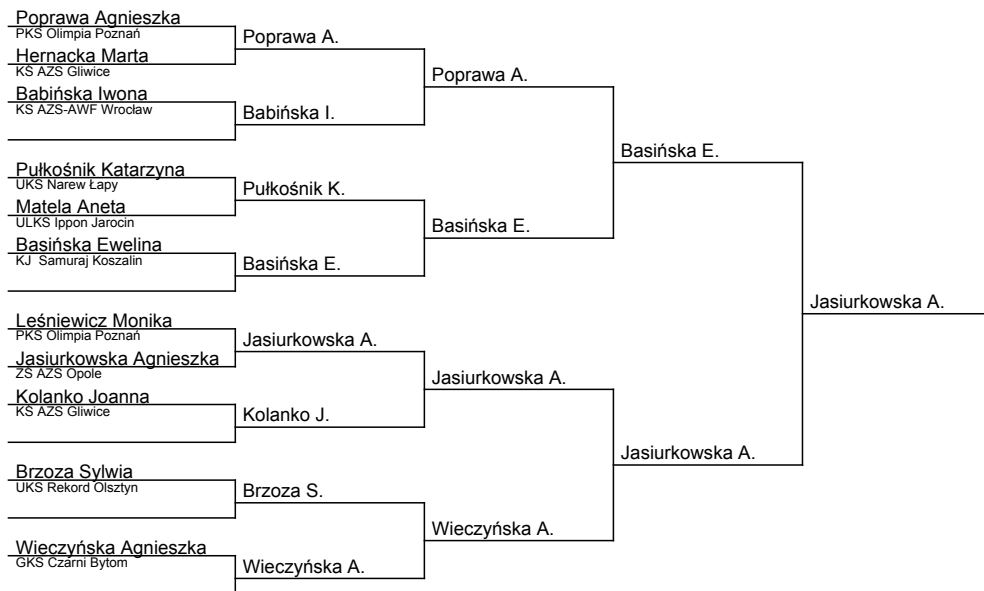 Poprawa Agnieszka
PKS Olimpia Poznań
Poprawa A.
Hernacka Marta
KS AZS Gliwice
Poprawa A.
Babińska Iwona
KS AZS-AWF Wrocław
Babińska I.
Basińska E.
Pułkośnik Katarzyna
UKS Narew Łapy
Pułkośnik K.
Matela Aneta
ULKS Ippon Jarocin
Basińska E.
Basińska Ewelina
KJ Samuraj Koszalin
Basińska E.
Jasiurkowska A.
Leśniewicz Monika
PKS Olimpia Poznań
Jasiurkowska A.
Jasiurkowska Agnieszka
ZS AZS Opole
Jasiurkowska A.
Kolanko Joanna
KS AZS Gliwice
Kolanko J.
Jasiurkowska A.
Brzoza Sylwia
UKS Rekord Olsztyn
Brzoza S.
Wieczyńska A.
Wieczyńska Agnieszka
GKS Czarni Bytom
Wieczyńska A.